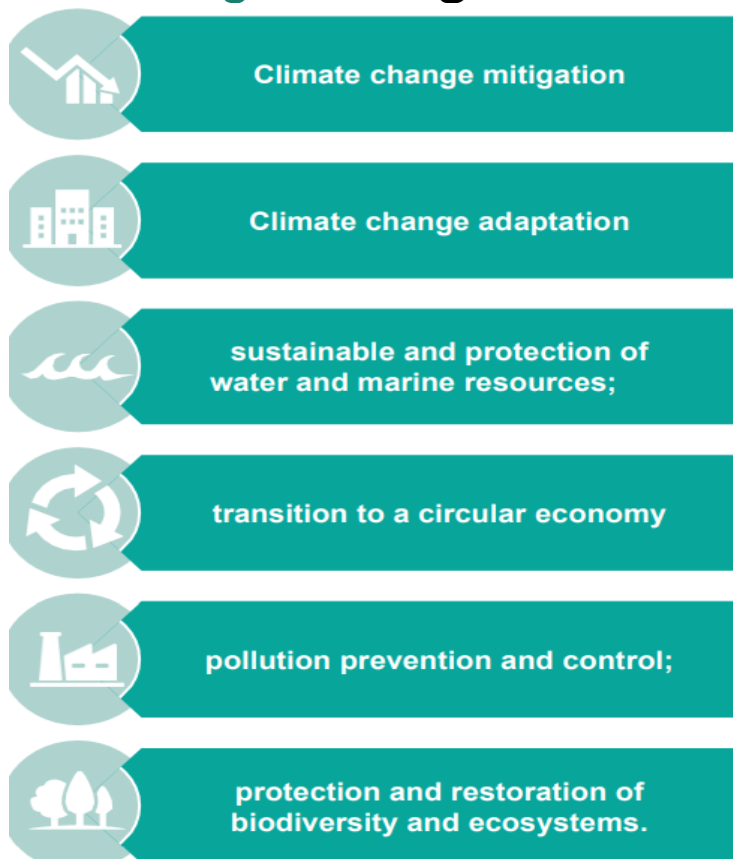 Climate change mitigation
Climate change adaptation
sustainable and protection of
water and marine resources;
transition to a circular economy
pollution prevention and control;
protection and restoration of
biodiversity and ecosystems.